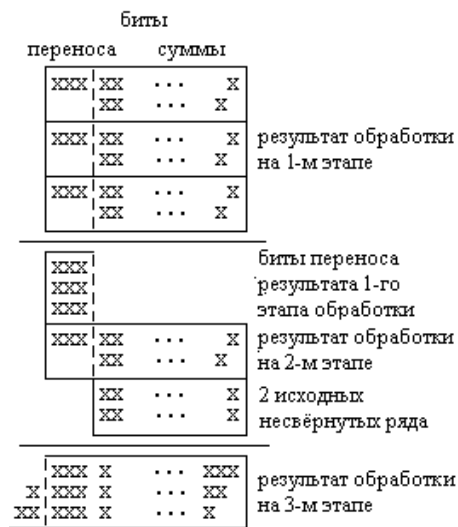 биты
переноса суммы
xxx xx ... x
xx ... x
xxx xx ... x
xx ... x
результат обработки
на 1-м этапе
xxx xx ... x
xx ... x
xxx
xxx
xxx
биты переноса
результата 1-го
этапа обработки
xxx xx ... x
xx ... x
результат обработки
на 2-м этапе
xx ... x
xx ... x
2 исходных
несвёрнутых ряда
xxx x ... xxx
x xxx x ... xx
xx xxx x ... x
результат обработки
на 3-м этапе